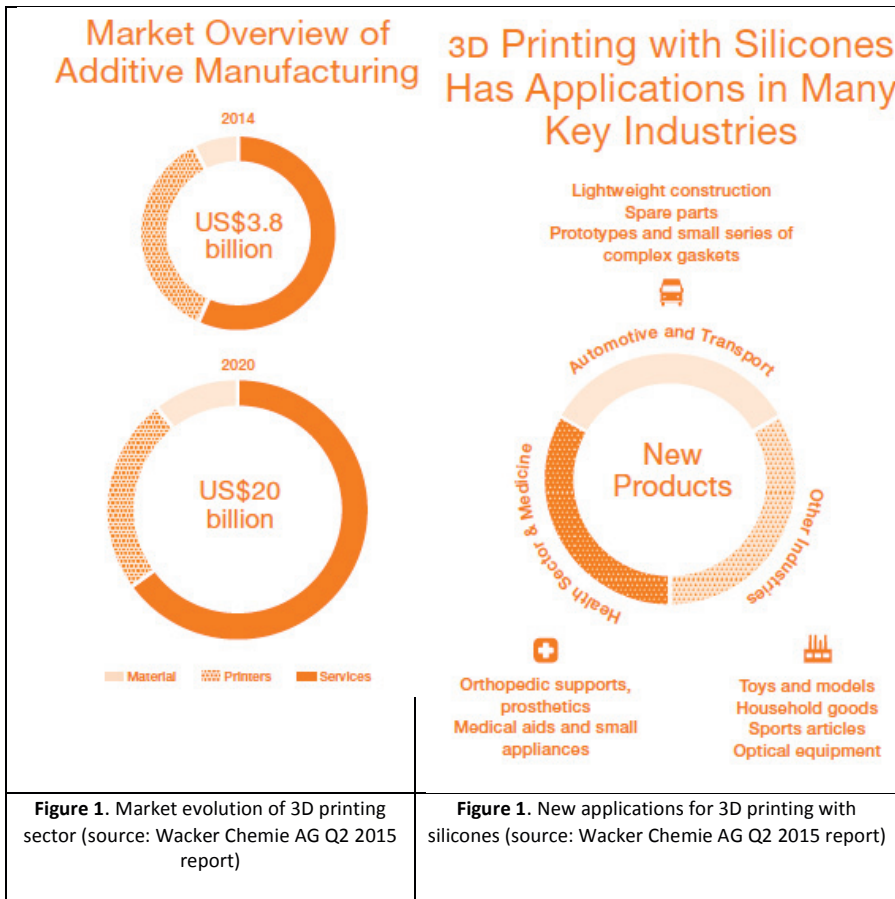 Market Overview of
Additive Manufacturing
2014
US$3.8
billion
2020
US$20
billion
Material
Printers
Services
3D Printing with Silicones
Has Applications in Many
Key Industries
Lightweight construction
Spare parts
Prototypes and small series of
complex gaskets
Automotive and Transport
New
Products
Health Sector & Medicine
Other Industries
Orthopedic supports,
prosthetics
Medical aids and small
appliances
Toys and models
Household goods
Sports articles
Optical equipment
Figure 1. Market evolution of 3D printing
sector (source: Wacker Chemie AG Q2 2015
report)
Figure 1. New applications for 3D printing with
silicones (source: Wacker Chemie AG Q2 2015 report)